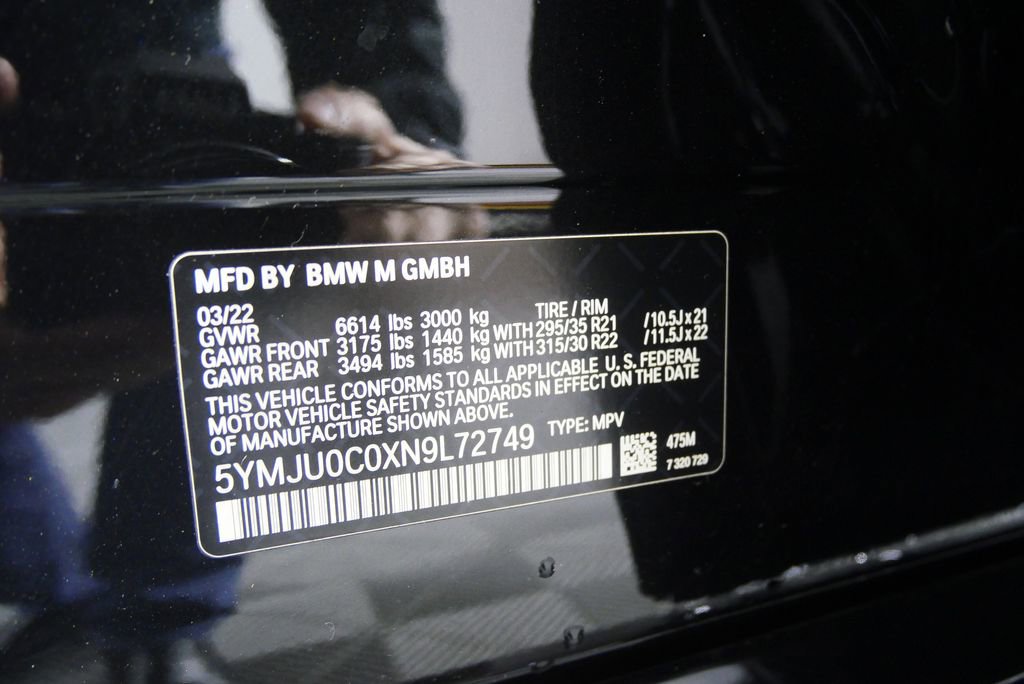 MFD BY BMW M GMBH
03/22 TIRE / RIM
GVWR 6614 lbs 3000 kg
GAWR FRONT 3175 lbs 1440 kg WITH 295/35 R21 /10.5J x 21
GAWR REAR 3494 lbs 1585 kg WITH 315/30 R22 /11.5J x 22
THIS VEHICLE CONFORMS TO ALL APPLICABLE U. S. FEDERAL
MOTOR VEHICLE SAFETY STANDARDS IN EFFECT ON THE DATE
OF MANUFACTURE SHOWN ABOVE.
5YMJU0C0XN9L72749 TYPE: MPV
475M
7 320 729